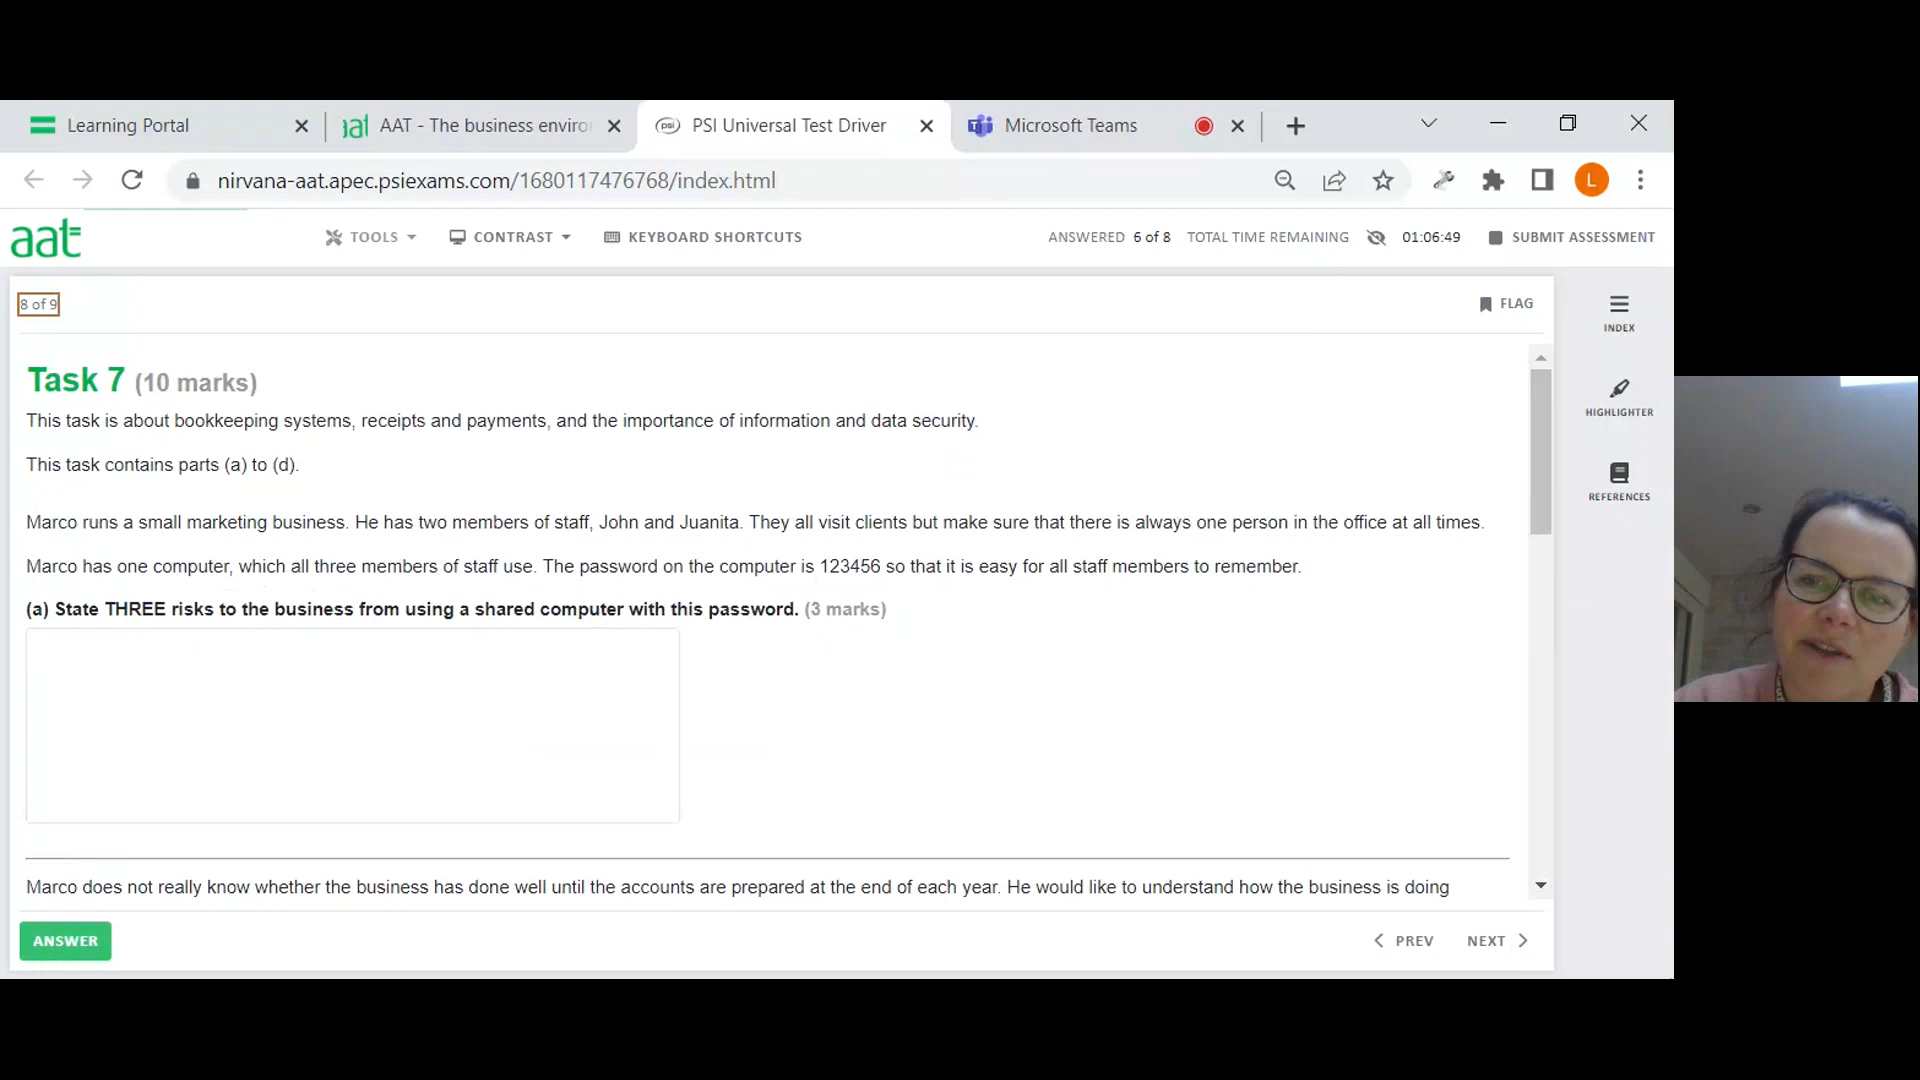 Learning Portal
AAT - The business enviro
psi PSI Universal Test Driver
Microsoft Teams
nirvana-aat.apec.psiexams.com/1680117476768/index.html
L
aat
TOOLS
CONTRAST
KEYBOARD SHORTCUTS
ANSWERED 6 of 8
TOTAL TIME REMAINING
01:06:49
SUBMIT ASSESSMENT
8 of 9
FLAG
INDEX
HIGHLIGHTER
REFERENCES
Task 7 (10 marks)
This task is about bookkeeping systems, receipts and payments, and the importance of information and data security.
This task contains parts (a) to (d).
Marco runs a small marketing business. He has two members of staff, John and Juanita. They all visit clients but make sure that there is always one person in the office at all times.
Marco has one computer, which all three members of staff use. The password on the computer is 123456 so that it is easy for all staff members to remember.
(a) State THREE risks to the business from using a shared computer with this password. (3 marks)
Marco does not really know whether the business has done well until the accounts are prepared at the end of each year. He would like to understand how the business is doing
ANSWER
PREV
NEXT